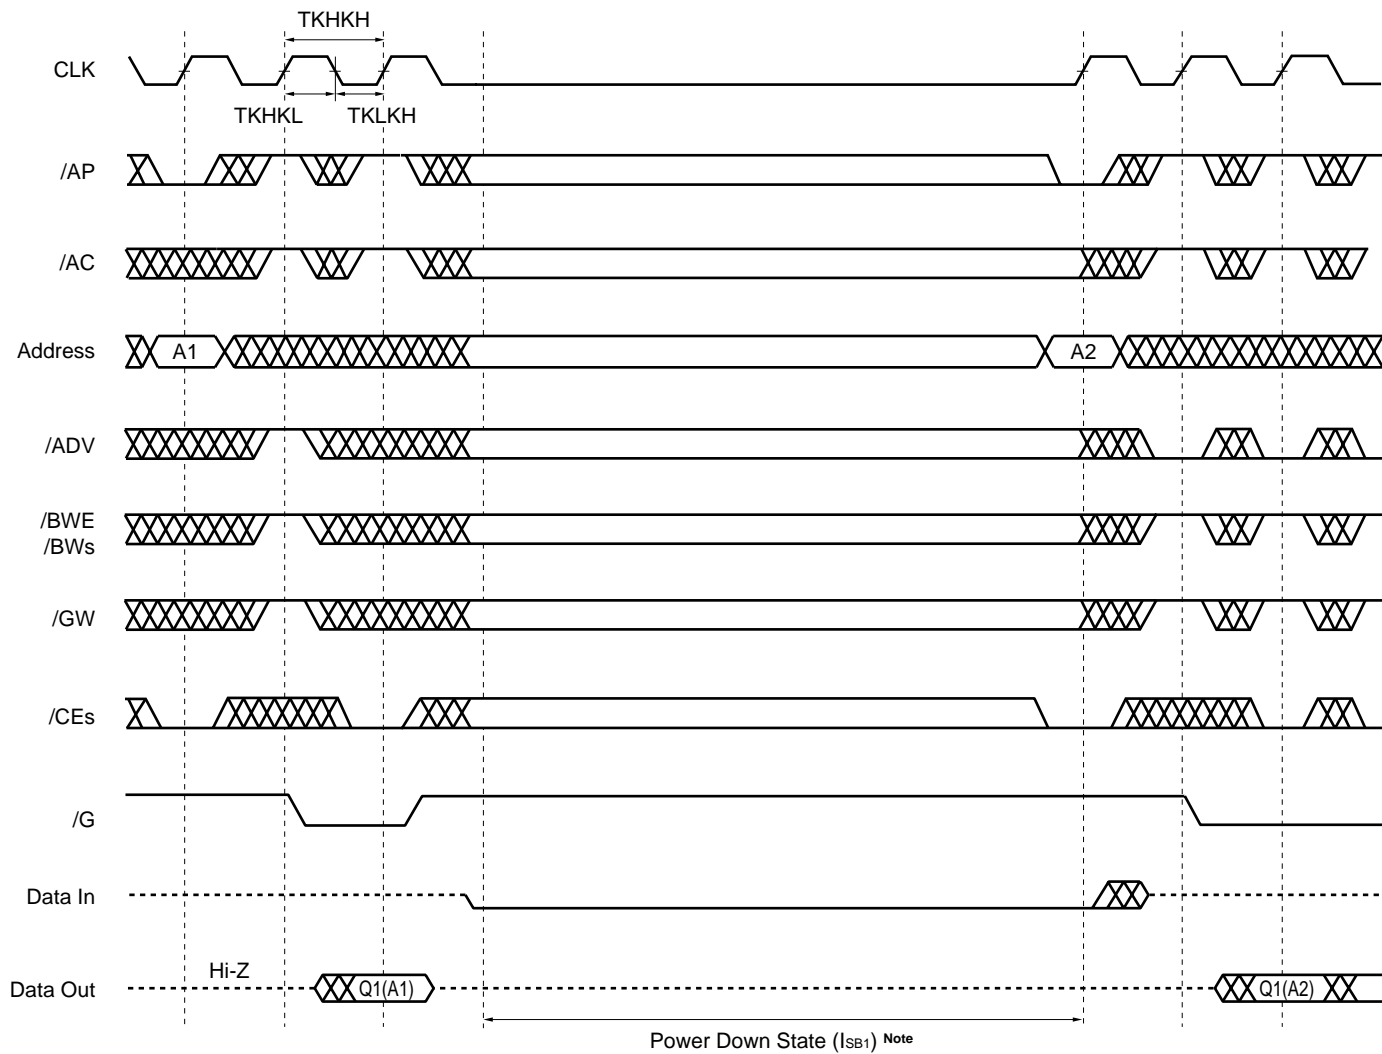 TKHKH
CLK
TKHKL
TKLKH
/AP
/AC
Address
A1
A2
/ADV
/BWE
/BWs
/GW
/CEs
/G
Data In
Hi-Z
Data Out
Q1(A1)
Q1(A2)
Power Down State (ISB1) Note